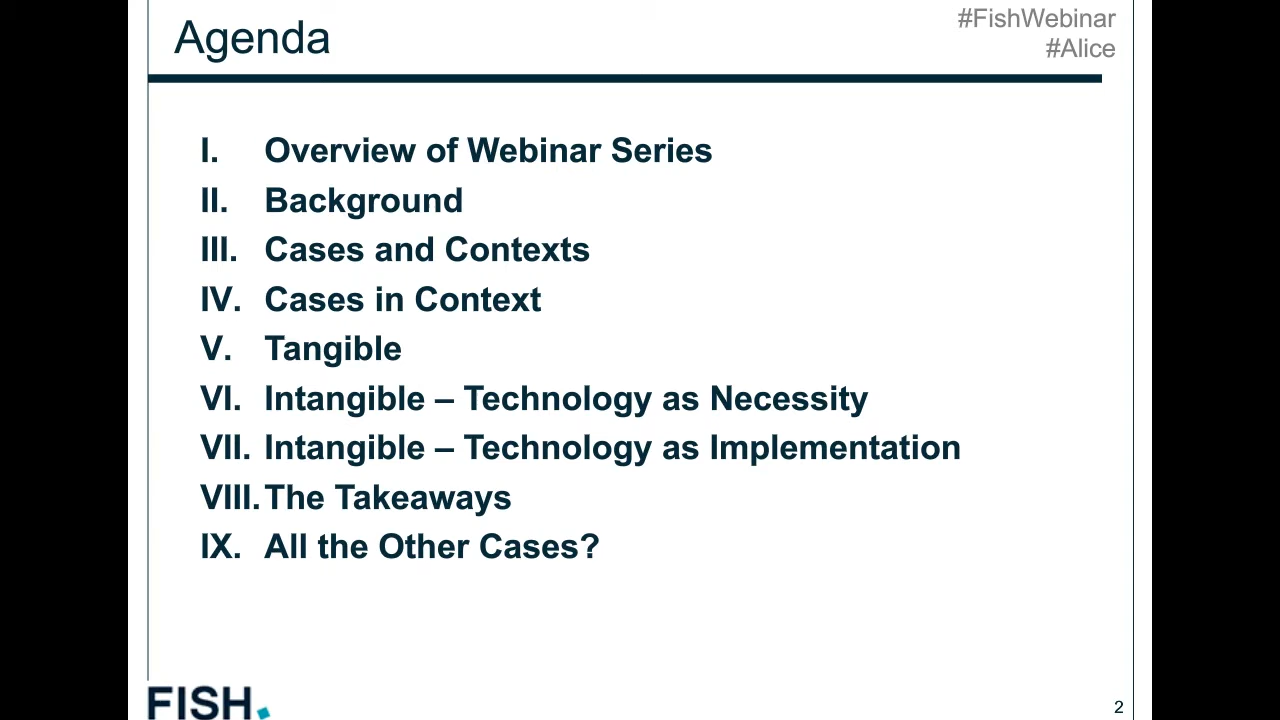 Agenda
#FishWebinar
#Alice
I. Overview of Webinar Series
II. Background
III. Cases and Contexts
IV. Cases in Context
V. Tangible
VI. Intangible – Technology as Necessity
VII. Intangible – Technology as Implementation
VIII. The Takeaways
IX. All the Other Cases?
FISH.
2